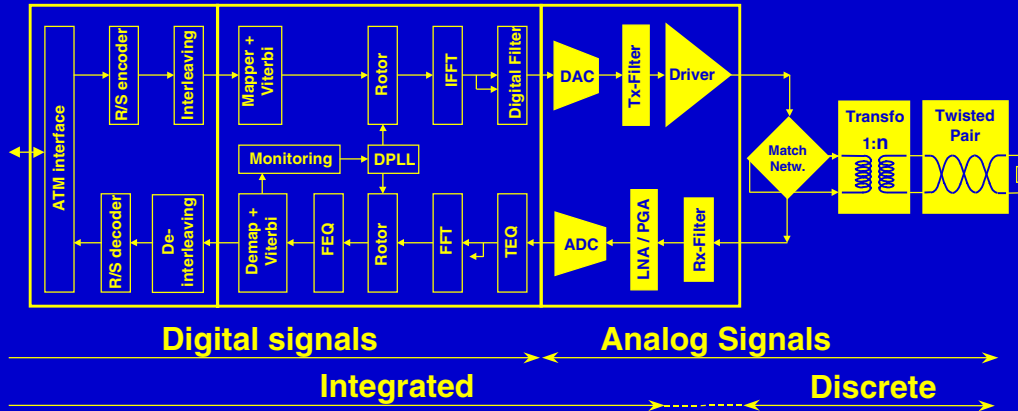 ATM interface
R/S encoder
Interleaving
Mapper +
Viterbi
Rotor
IFFT
Digital Filter
DAC
Tx-Filter
Driver
Monitoring
DPLL
Match
Netw.
Transfo
1:n
Twisted
Pair
R/S decoder
De-
interleaving
Demap +
Viterbi
FEQ
Rotor
FFT
TEQ
ADC
LNA / PGA
Rx-Filter
Digital signals
Analog Signals
Integrated
Discrete